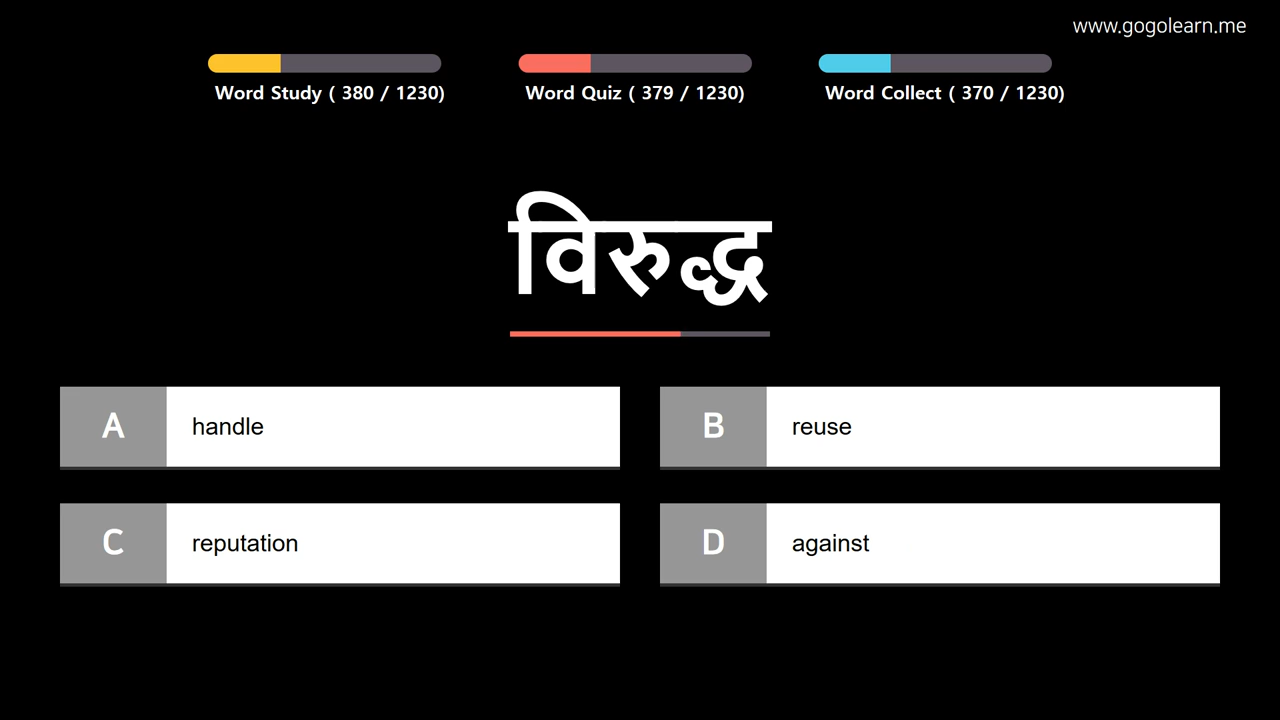 www.gogolearn.me
Word Study ( 380 / 1230)
Word Quiz ( 379 / 1230)
Word Collect ( 370 / 1230)
विरुद्ध
A
handle
B
reuse
C
reputation
D
against